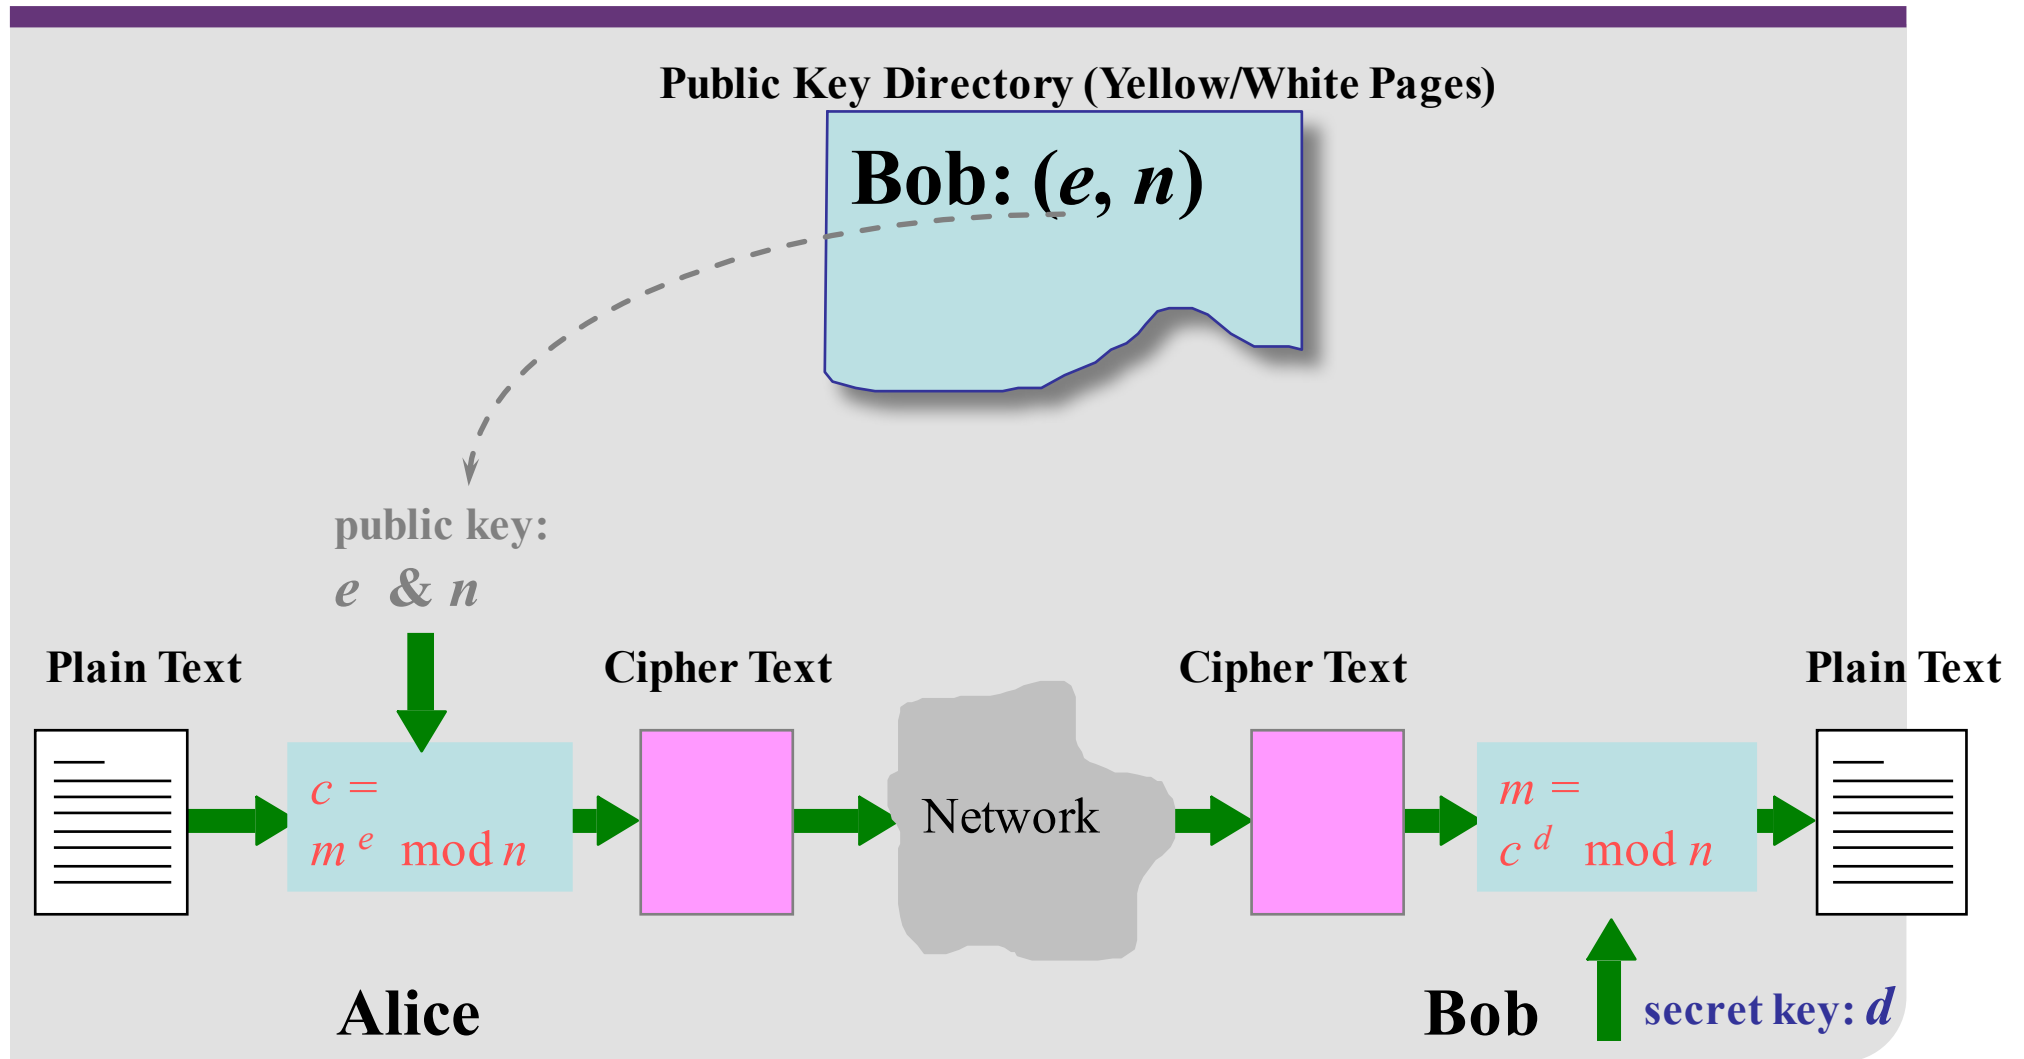 Public Key Directory (Yellow/White Pages)
Bob: (e, n)
public key:
e & n
Plain Text
Cipher Text
Cipher Text
Plain Text
c =
m^e mod n
Network
m =
c^d mod n
Alice
Bob
secret key: d